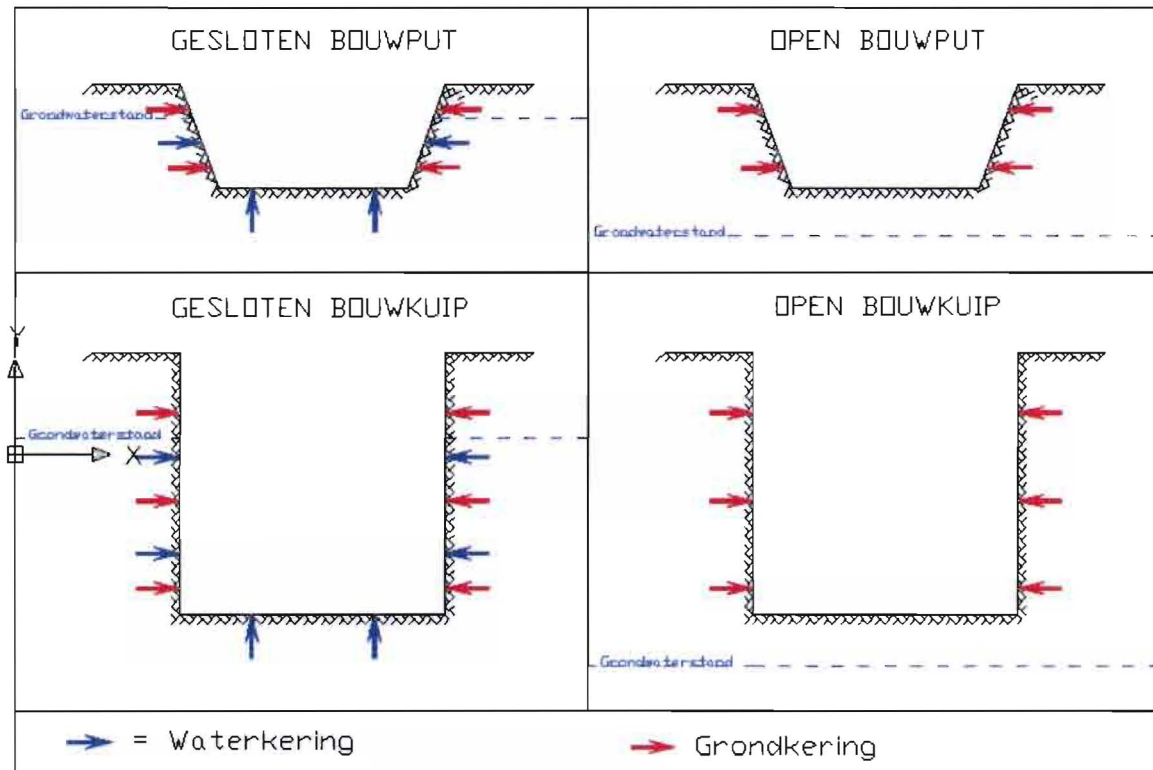 GESLOTEN BOUWPUT
OPEN BOUWPUT
Grondwaterstand
Grondwaterstand
GESLOTEN BOUWKUIP
OPEN BOUWKUIP
Y
Grondwaterstand
X
Grondwaterstand
= Waterkering
Grondkering